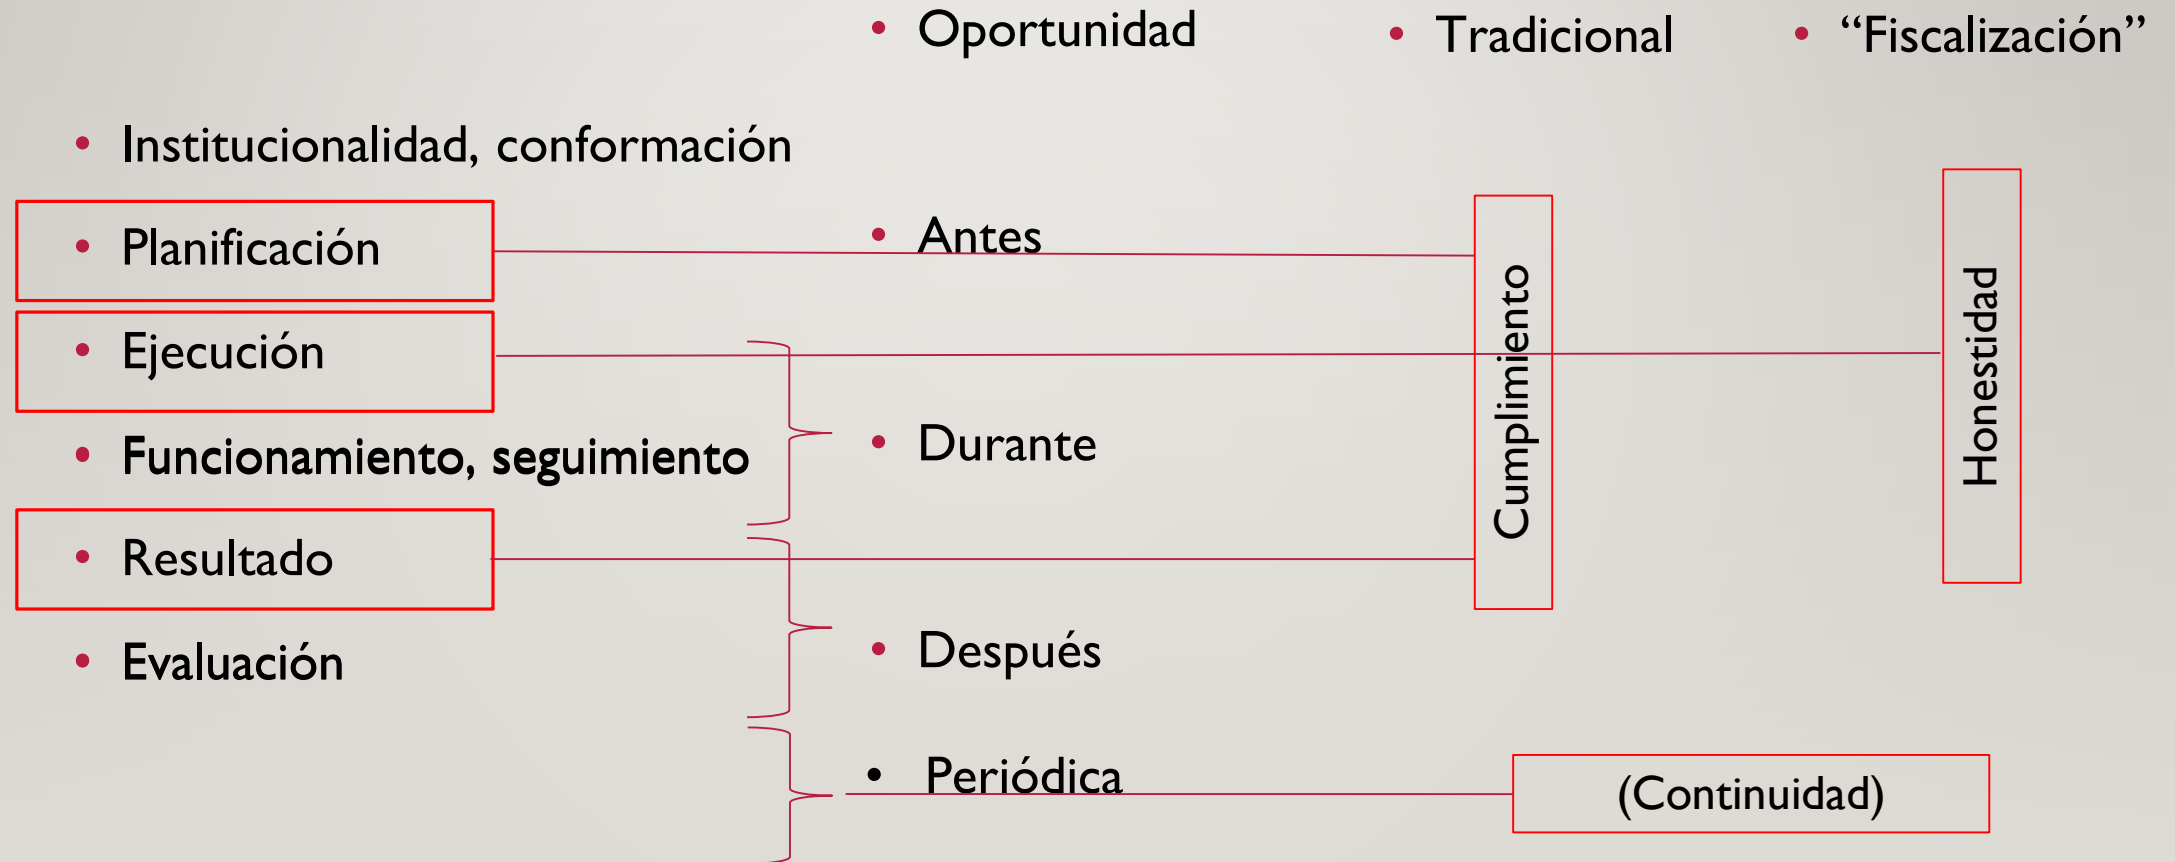 • Oportunidad
• Tradicional
• “Fiscalización”
• Institucionalidad, conformación
• Planificación
• Antes
• Ejecución
• Funcionamiento, seguimiento
• Durante
• Resultado
• Evaluación
• Después
• Periódica
Cumplimiento
Honestidad
(Continuidad)